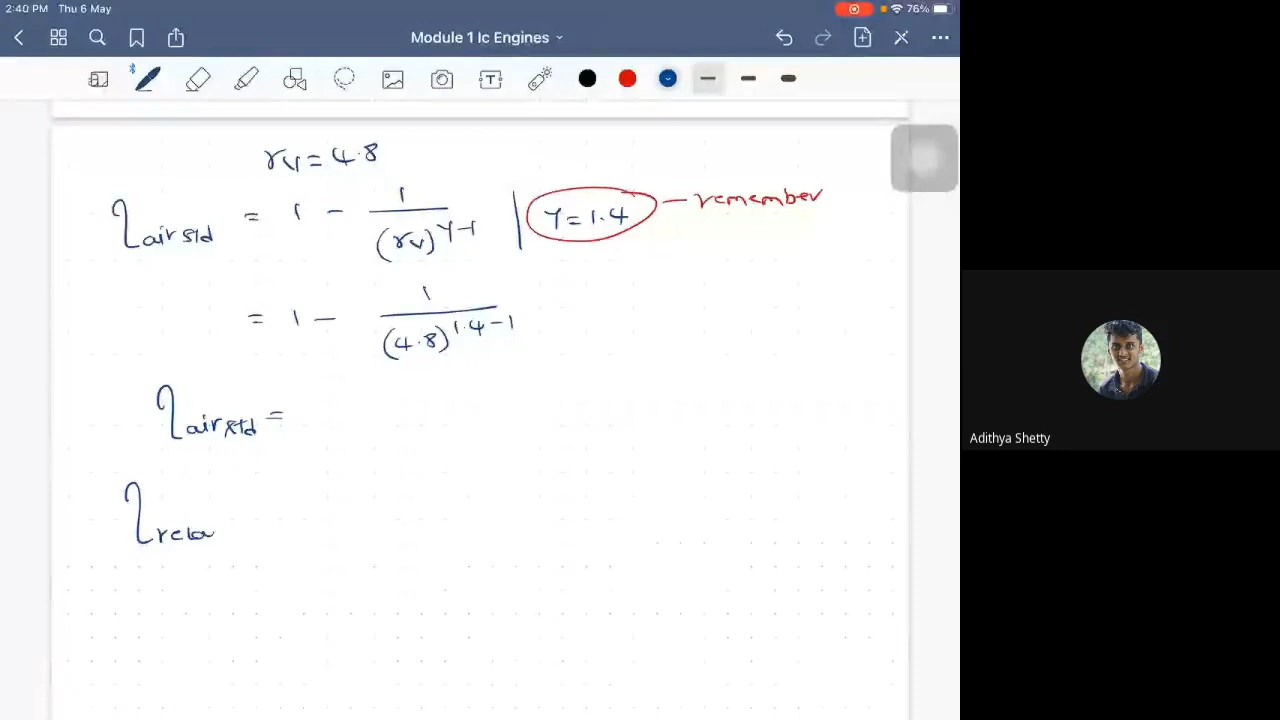 2:40 PM Thu 6 May 76%
Module 1 Ic Engines
rv = 4.8
η air std = 1 - 1/(rv)^γ-1 | γ = 1.4 — remember
= 1 - 1/(4.8)^1.4-1
η air std =
η rela
Adithya Shetty